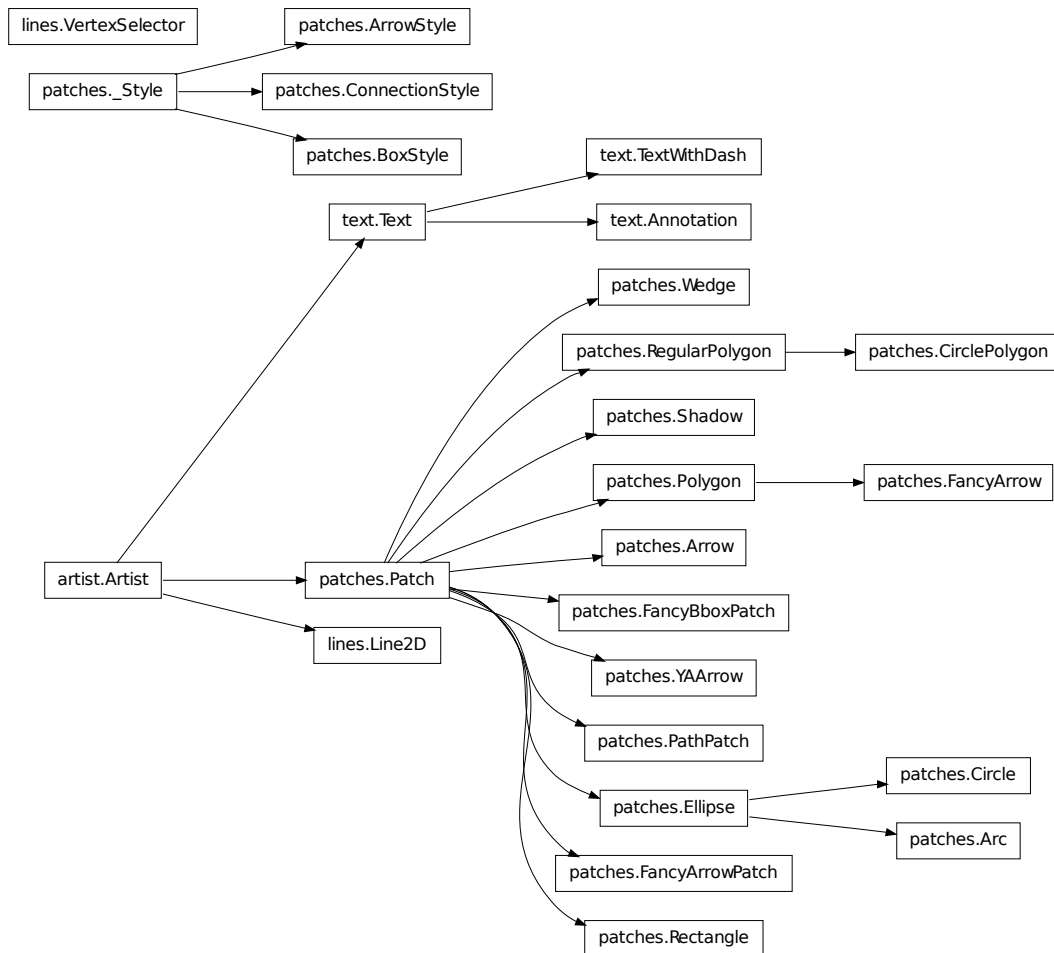 lines.VertexSelector
patches.ArrowStyle
patches._Style
patches.ConnectionStyle
patches.BoxStyle
text.TextWithDash
text.Text
text.Annotation
patches.Wedge
patches.RegularPolygon
patches.CirclePolygon
patches.Shadow
patches.Polygon
patches.FancyArrow
patches.Arrow
artist.Artist
patches.Patch
patches.FancyBboxPatch
lines.Line2D
patches.YAArrow
patches.PathPatch
patches.Circle
patches.Ellipse
patches.Arc
patches.FancyArrowPatch
patches.Rectangle